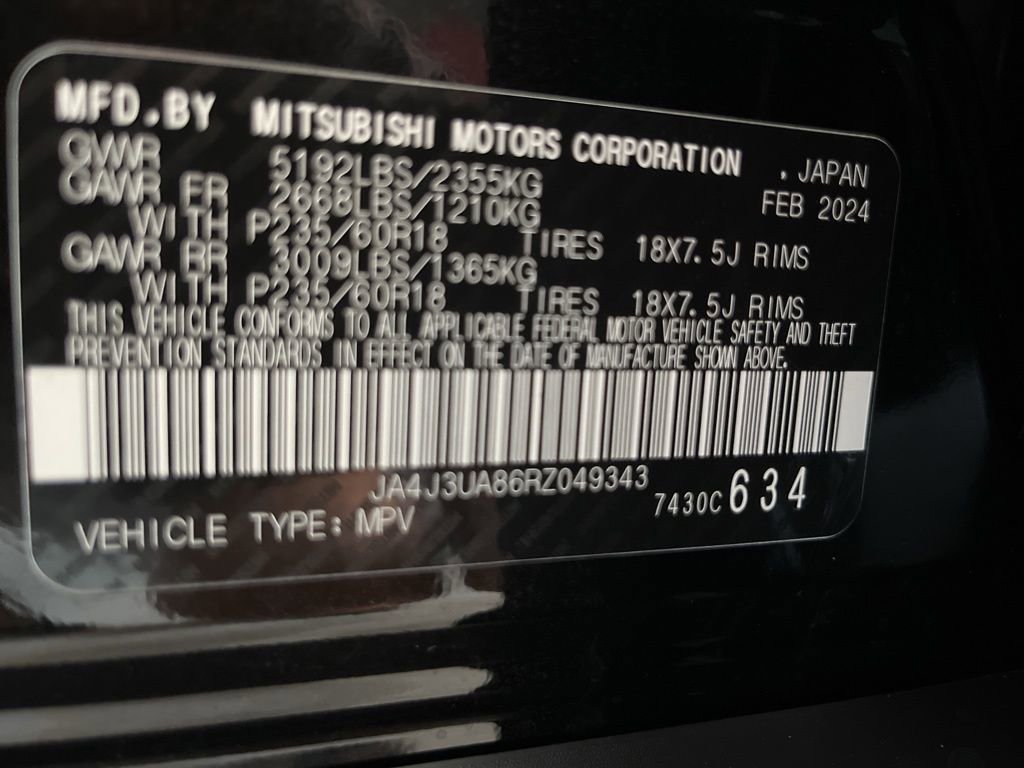 MFD.BY MITSUBISHI MOTORS CORPORATION .JAPAN
GVWR 5192LBS/2355KG FEB 2024
GAWR FR 2668LBS/1210KG
WITH P235/60R18 TIRES 18X7.5J RIMS
GAWR RR 3009LBS/1365KG
WITH P235/60R18 TIRES 18X7.5J RIMS
THIS VEHICLE CONFORMS TO ALL APPLICABLE FEDERAL MOTOR VEHICLE SAFETY AND THEFT
PREVENTION STANDARDS IN EFFECT ON THE DATE OF MANUFACTURE SHOWN ABOVE.
JA4J3UA86RZ049343
7430C 634
VEHICLE TYPE: MPV